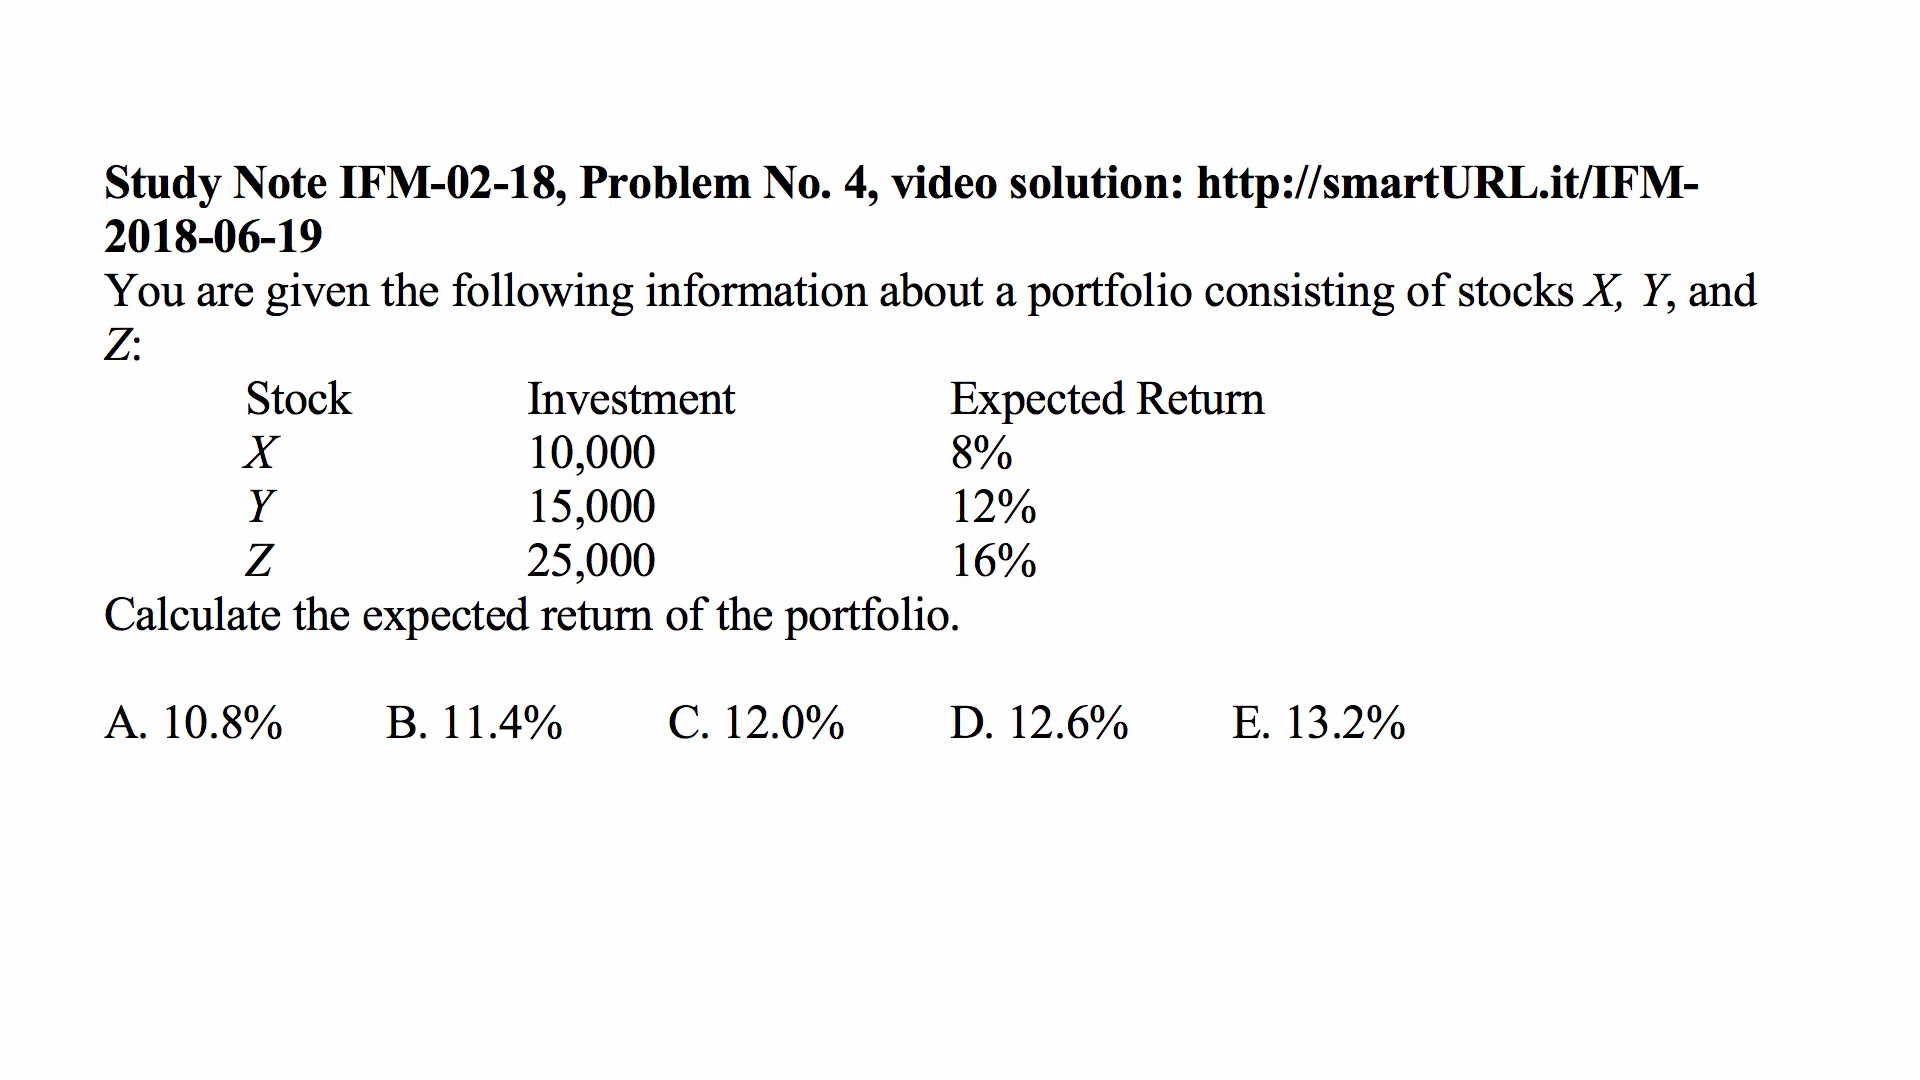 Study Note IFM-02-18, Problem No. 4, video solution: http://smartURL.it/IFM-
2018-06-19
You are given the following information about a portfolio consisting of stocks X, Y, and
Z:
Stock Investment Expected Return
X 10,000 8%
Y 15,000 12%
Z 25,000 16%
Calculate the expected return of the portfolio.
A. 10.8% B. 11.4% C. 12.0% D. 12.6% E. 13.2%